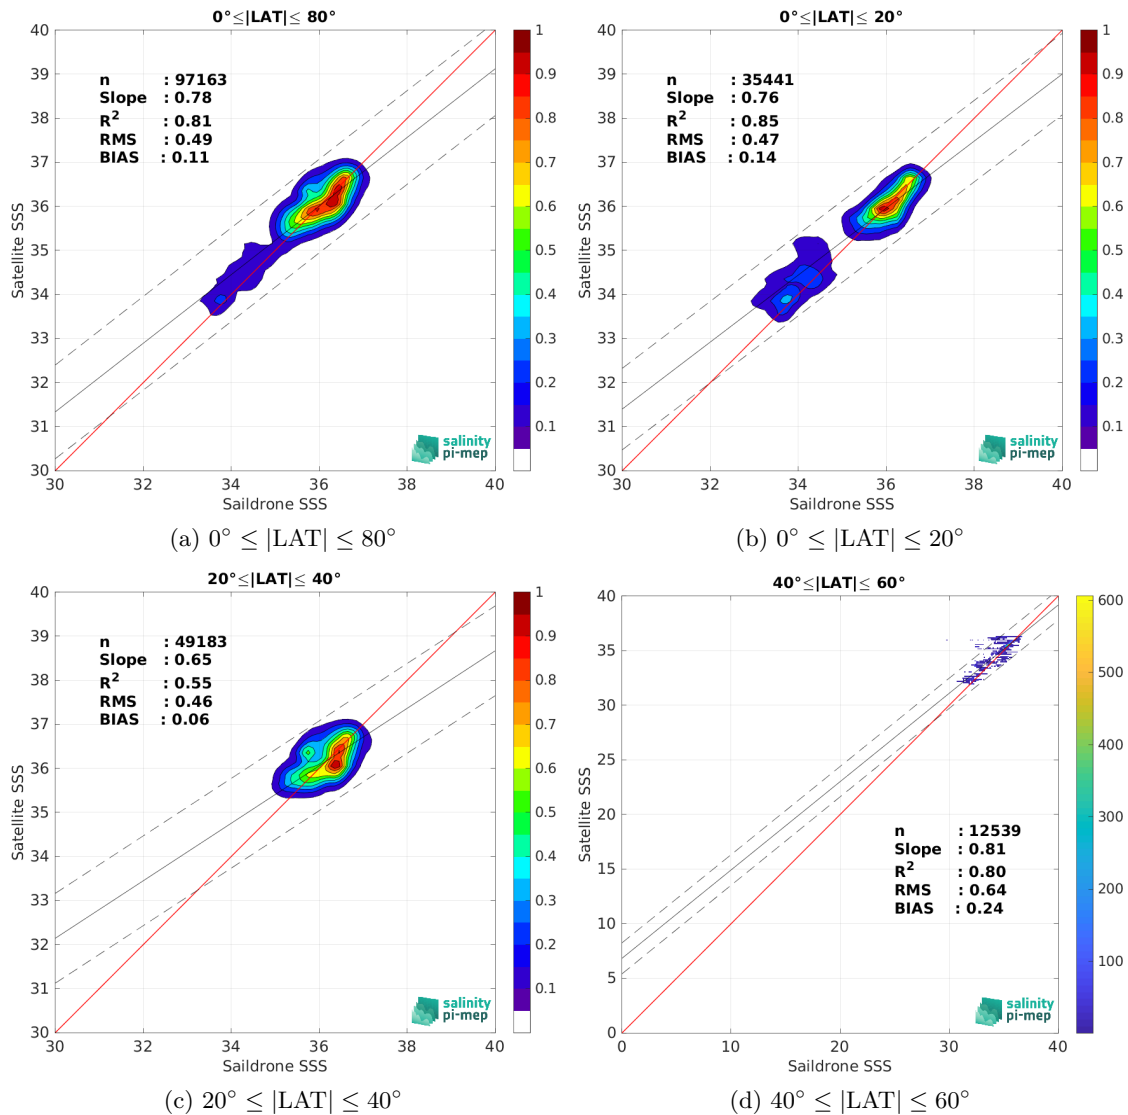 0°≤|LAT|≤ 80°
40
39
38
37
36
35
34
33
32
31
30
Satellite SSS
n : 97163
Slope : 0.78
R² : 0.81
RMS : 0.49
BIAS : 0.11
salinity
pi-mep
30 32 34 36 38 40
Saildrone SSS
1
0.9
0.8
0.7
0.6
0.5
0.4
0.3
0.2
0.1
(a) 0° ≤ |LAT| ≤ 80°
0°≤|LAT|≤ 20°
40
39
38
37
36
35
34
33
32
31
30
Satellite SSS
n : 35441
Slope : 0.76
R² : 0.85
RMS : 0.47
BIAS : 0.14
salinity
pi-mep
30 32 34 36 38 40
Saildrone SSS
1
0.9
0.8
0.7
0.6
0.5
0.4
0.3
0.2
0.1
(b) 0° ≤ |LAT| ≤ 20°
20°≤|LAT|≤ 40°
40
39
38
37
36
35
34
33
32
31
30
Satellite SSS
n : 49183
Slope : 0.65
R² : 0.55
RMS : 0.46
BIAS : 0.06
salinity
pi-mep
30 32 34 36 38 40
Saildrone SSS
1
0.9
0.8
0.7
0.6
0.5
0.4
0.3
0.2
0.1
(c) 20° ≤ |LAT| ≤ 40°
40°≤|LAT|≤ 60°
40
35
30
25
20
15
10
5
0
Satellite SSS
n : 12539
Slope : 0.81
R² : 0.80
RMS : 0.64
BIAS : 0.24
salinity
pi-mep
0 10 20 30 40
Saildrone SSS
600
500
400
300
200
100
(d) 40° ≤ |LAT| ≤ 60°